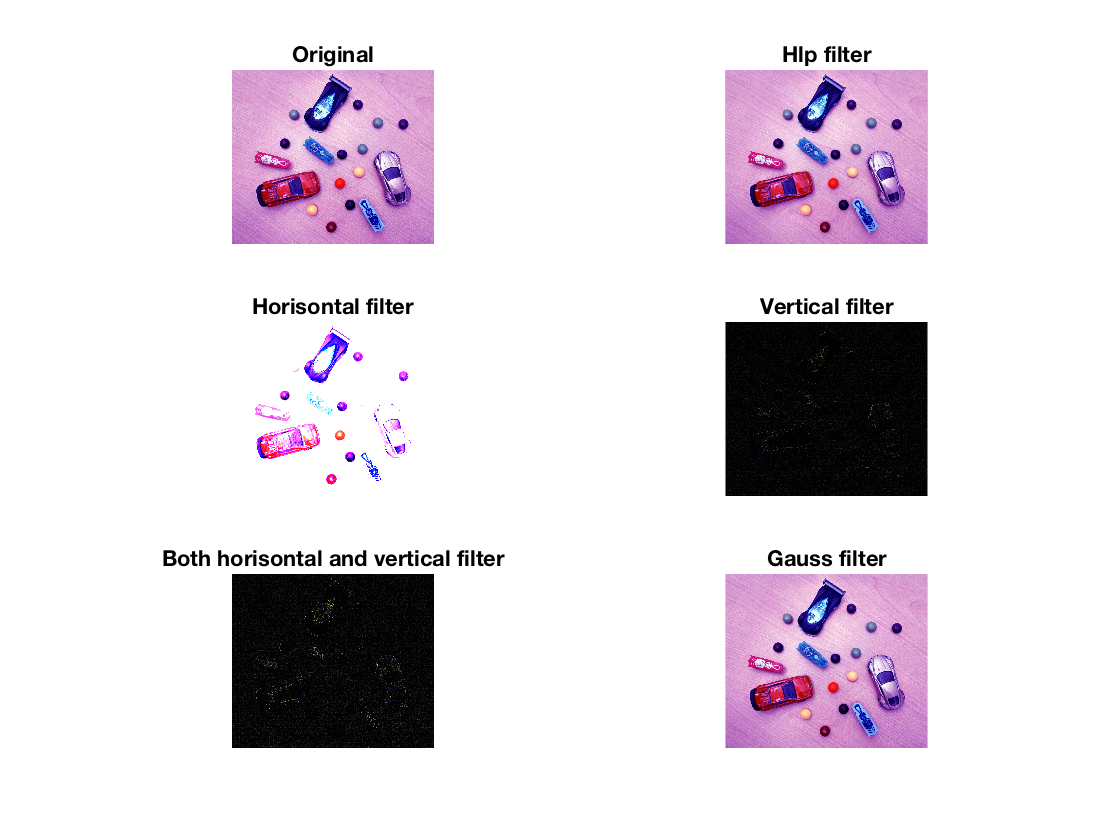 Original
Hlp filter
Horisontal filter
Vertical filter
Both horisontal and vertical filter
Gauss filter